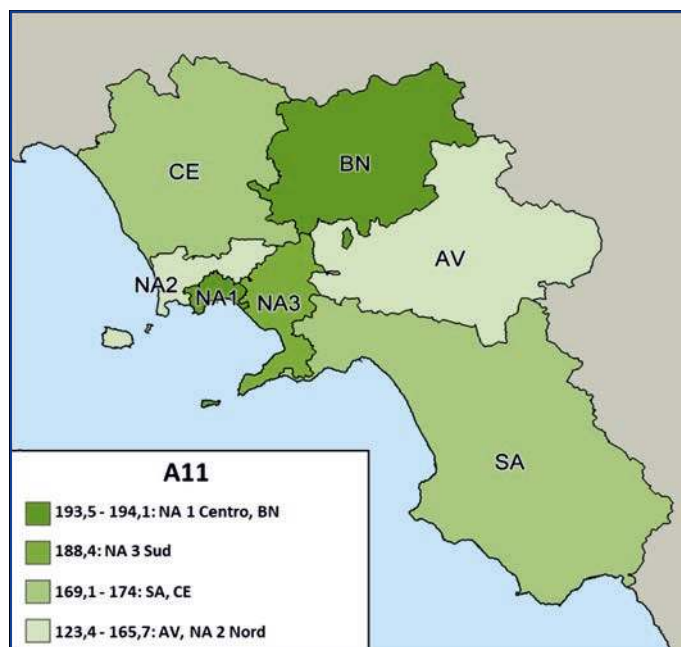 CE
BN
AV
NA2
NA1
NA3
SA
A11
193,5 - 194,1: NA 1 Centro, BN
188,4: NA 3 Sud
169,1 - 174: SA, CE
123,4 - 165,7: AV, NA 2 Nord